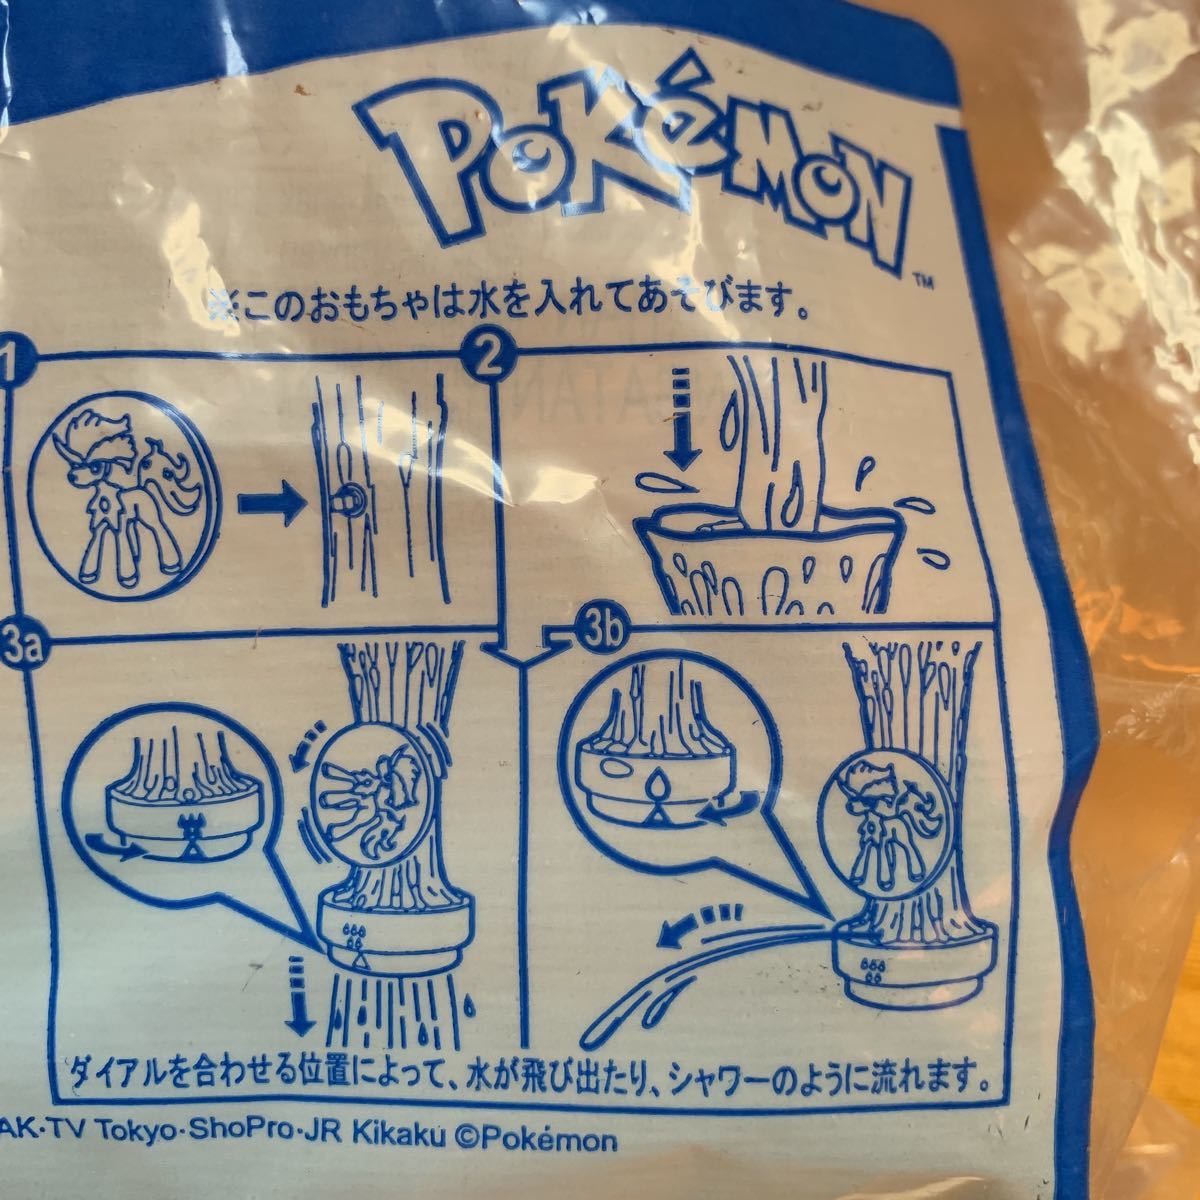 POKéMON
TM
※このおもちゃは水を入れてあそびます。
1
2
3a
3b
ダイアルを合わせる位置によって、水が飛び出たり、シャワーのように流れます。
AK·TV Tokyo·ShoPro·JR Kikaku ©Pokémon